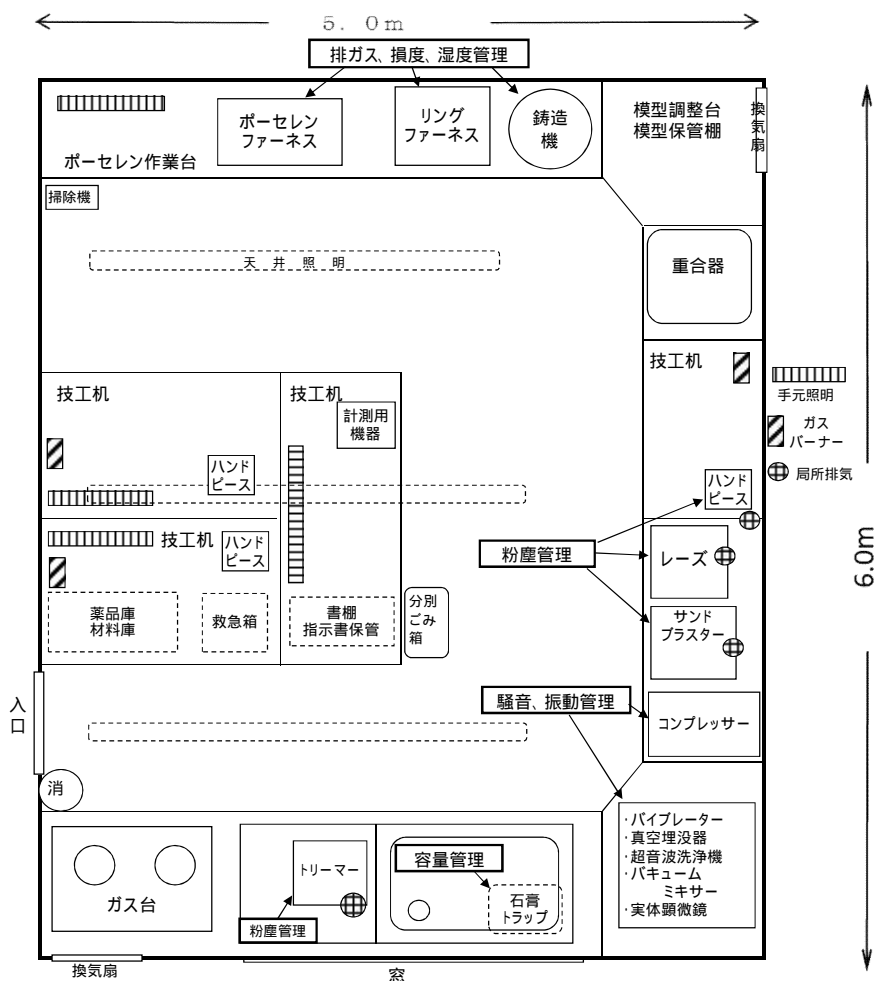 5．0m
排ガス、損度、湿度管理
ポーセレン
ファーネス
リング
ファーネス
鋳造
機
模型調整台
模型保管棚
換気扇
ポーセレン作業台
掃除機
天井照明
重合器
技工机
技工机
技工机
計測用
機器
手元照明
ガス
バーナー
局所排気
ハンド
ピース
ハンド
ピース
粉塵管理
レーズ
技工机
ハンド
ピース
6.0m
薬品庫
材料庫
救急箱
書棚
指示書保管
分別
ごみ
箱
サンド
ブラスター
入口
騒音、振動管理
コンプレッサー
消
・バイブレーター
・真空埋没器
・超音波洗浄機
・バキューム
ミキサー
・実体顕微鏡
ガス台
トリーマー
容量管理
石膏
トラップ
粉塵管理
換気扇
窓